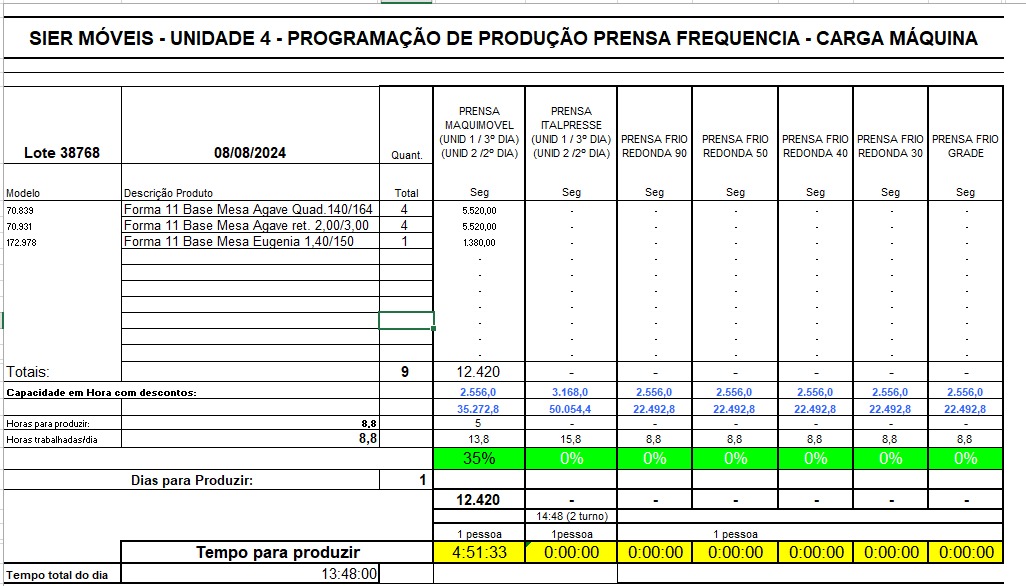 SIER MÓVEIS - UNIDADE 4 - PROGRAMAÇÃO DE PRODUÇÃO PRENSA FREQUENCIA - CARGA MÁQUINA
Lote 38768 08/08/2024 Quant. PRENSA MAQUIMOVEL (UNID 1 / 3º DIA) (UNID 2 /2º DIA) PRENSA ITALPRESSE (UNID 1 / 3º DIA) (UNID 2 /2º DIA) PRENSA FRIO REDONDA 90 PRENSA FRIO REDONDA 50 PRENSA FRIO REDONDA 40 PRENSA FRIO REDONDA 30 PRENSA FRIO GRADE
Modelo Descrição Produto Total Seg Seg Seg Seg Seg Seg Seg
70.839 Forma 11 Base Mesa Agave Quad.140/164 4 5.520,00 - - - - - -
70.931 Forma 11 Base Mesa Agave ret. 2,00/3,00 4 5.520,00 - - - - - -
172.978 Forma 11 Base Mesa Eugenia 1,40/150 1 1.380,00 - - - - - -
- - - - - - -
- - - - - - -
- - - - - - -
- - - - - - -
- - - - - - -
- - - - - - -
- - - - - - -
Totais: 9 12.420 - - - - - -
Capacidade em Hora com descontos: 2.556,0 3.168,0 2.556,0 2.556,0 2.556,0 2.556,0 2.556,0
35.272,8 50.054,4 22.492,8 22.492,8 22.492,8 22.492,8 22.492,8
Horas para produzir: 8,8 5 - - - - - -
Horas trabalhadas/dia 8,8 13,8 15,8 8,8 8,8 8,8 8,8 8,8
35% 0% 0% 0% 0% 0% 0%
Dias para Produzir: 1
12.420 - - - - - -
14:48 (2 turno)
1 pessoa 1pessoa 1 pessoa
Tempo para produzir 4:51:33 0:00:00 0:00:00 0:00:00 0:00:00 0:00:00 0:00:00
Tempo total do dia 13:48:00